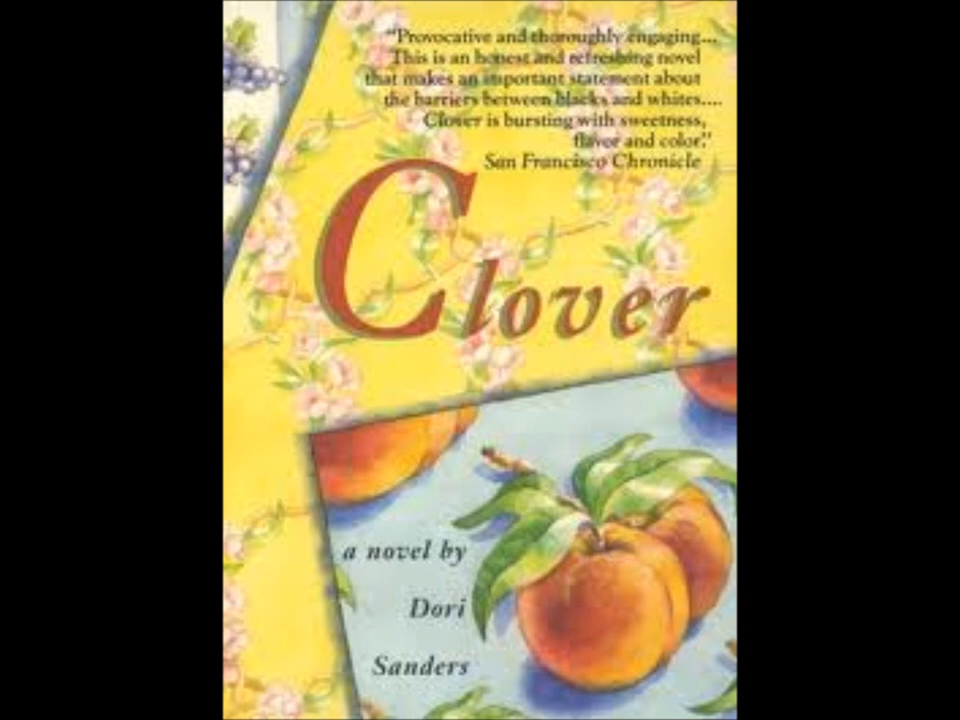 "Provocative and thoroughly engaging....
This is an honest and refreshing novel
that makes an important statement about
the barriers between blacks and whites....
Clover is bursting with sweetness,
flavor and color."
San Francisco Chronicle
Clover
a novel by
Dori
Sanders